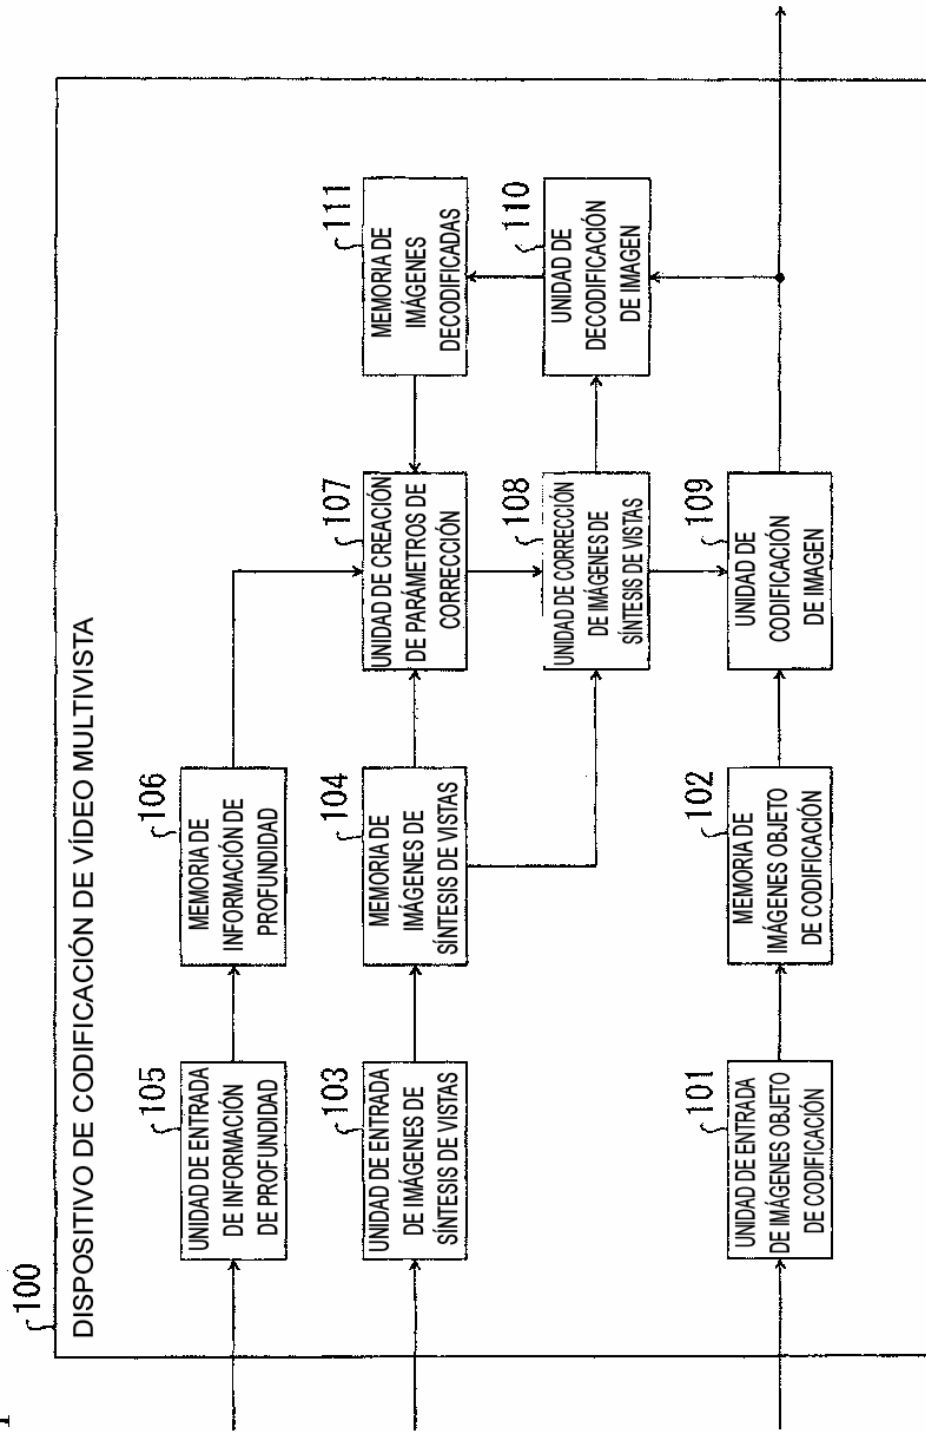 100
DISPOSITIVO DE CODIFICACIÓN DE VÍDEO MULTIVISTA
105
UNIDAD DE ENTRADA
DE INFORMACIÓN
DE PROFUNDIDAD
106
MEMORIA DE
INFORMACIÓN DE
PROFUNDIDAD
103
UNIDAD DE ENTRADA
DE IMÁGENES DE
SÍNTESIS DE VISTAS
104
MEMORIA DE
IMÁGENES DE
SÍNTESIS DE VISTAS
107
UNIDAD DE CREACIÓN
DE PARÁMETROS DE
CORRECCIÓN
111
MEMORIA DE
IMÁGENES
DECODIFICADAS
108
UNIDAD DE CORRECCIÓN
DE IMÁGENES DE
SÍNTESIS DE VISTAS
110
UNIDAD DE
DECODIFICACIÓN
DE IMAGEN
101
UNIDAD DE ENTRADA
DE IMÁGENES OBJETO
DE CODIFICACIÓN
102
MEMORIA DE
IMÁGENES OBJETO
DE CODIFICACIÓN
109
UNIDAD DE
CODIFICACIÓN
DE IMAGEN